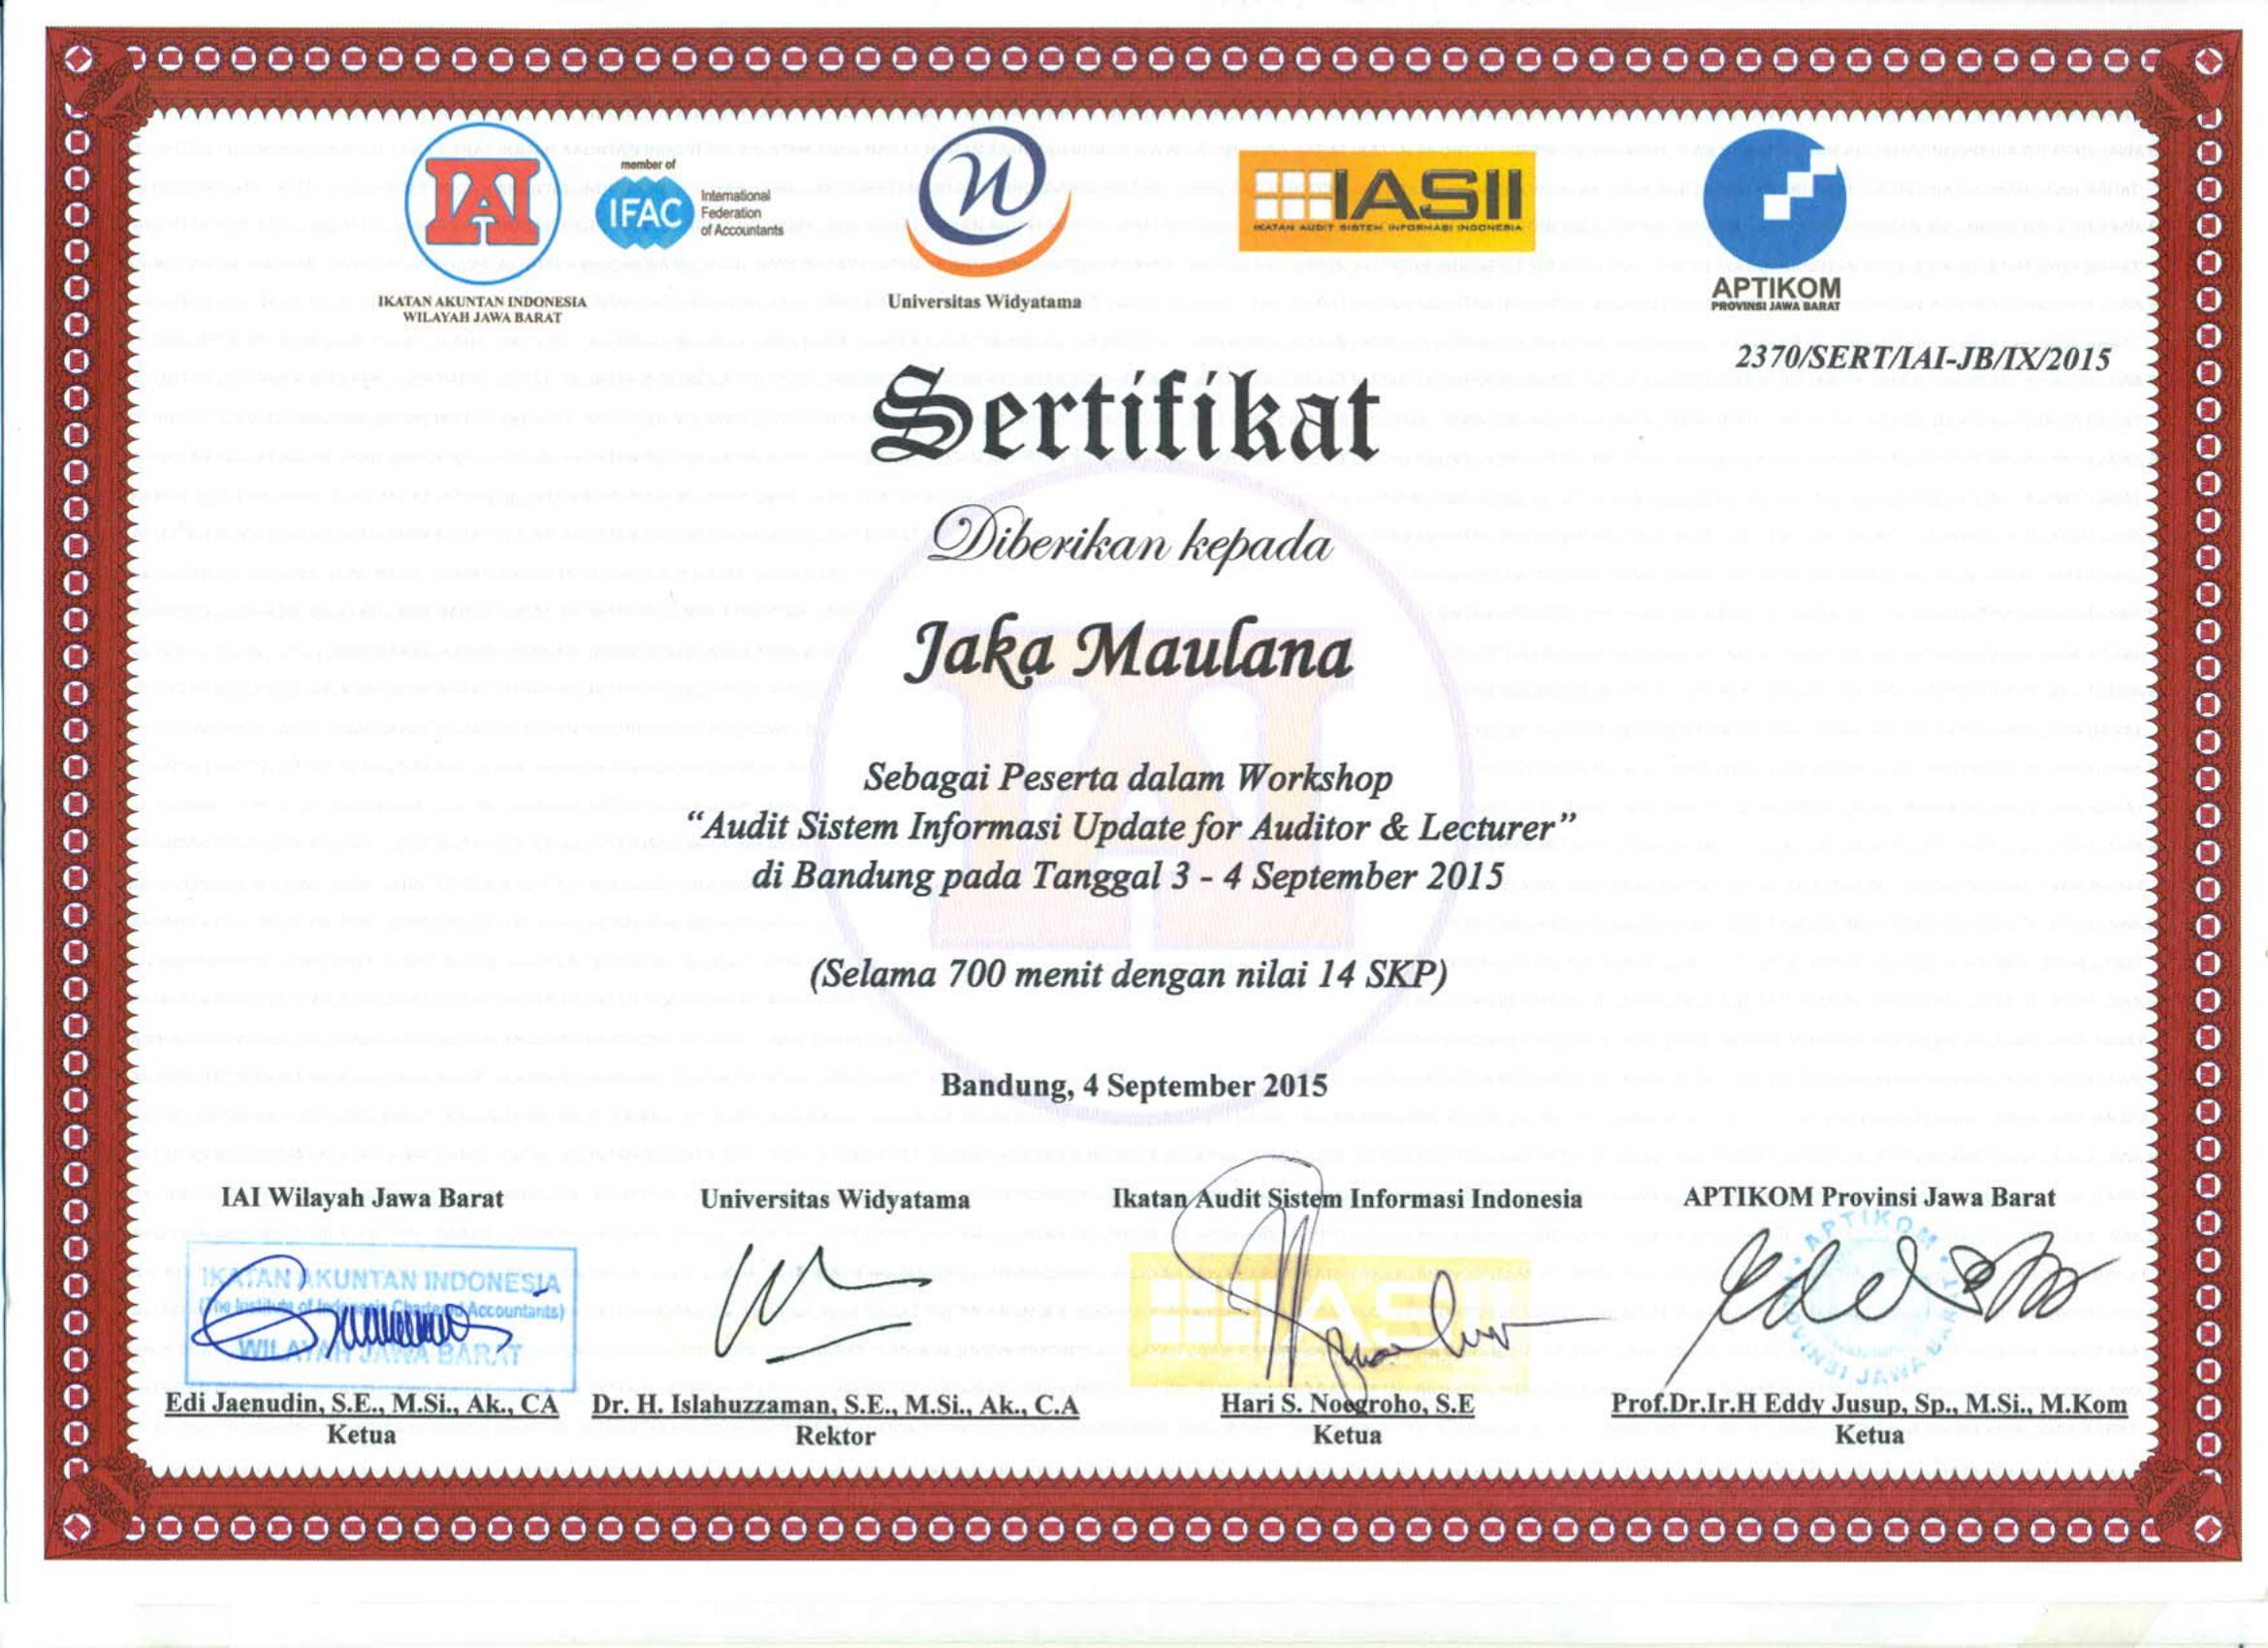 IAI
member of
IFAC
International
Federation
of Accountants
IKATAN AKUNTAN INDONESIA
WILAYAH JAWA BARAT
Universitas Widyatama
IASII
IKATAN AUDIT SISTEM INFORMASI INDONESIA
APTIKOM
PROVINSI JAWA BARAT
2370/SERT/IAI-JB/IX/2015
Sertifikat
Diberikan kepada
Jaka Maulana
Sebagai Peserta dalam Workshop
“Audit Sistem Informasi Update for Auditor & Lecturer”
di Bandung pada Tanggal 3 - 4 September 2015
(Selama 700 menit dengan nilai 14 SKP)
Bandung, 4 September 2015
IAI Wilayah Jawa Barat
IKATAN AKUNTAN INDONESIA
(The Institute of Indonesia Chartered Accountants)
WILAYAH JAWA BARAT
Edi Jaenudin, S.E., M.Si., Ak., CA
Ketua
Universitas Widyatama
Dr. H. Islahuzzaman, S.E., M.Si., Ak., C.A
Rektor
Ikatan Audit Sistem Informasi Indonesia
IASII
Hari S. Noegroho, S.E
Ketua
APTIKOM Provinsi Jawa Barat
APTIKOM
PROVINSI JAWA BARAT
Prof.Dr.Ir.H Eddy Jusup, Sp., M.Si., M.Kom
Ketua